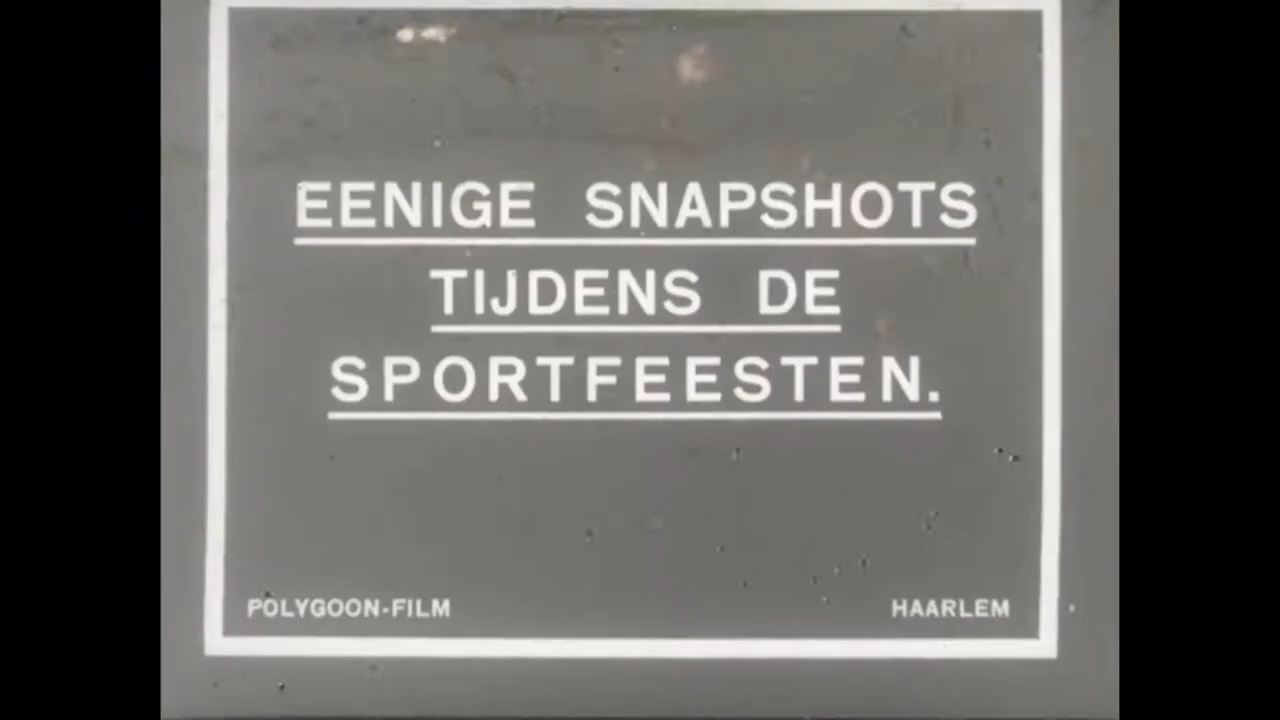 EENIGE SNAPSHOTS
TIJDENS DE
SPORTFEESTEN.
POLYGOON-FILM HAARLEM